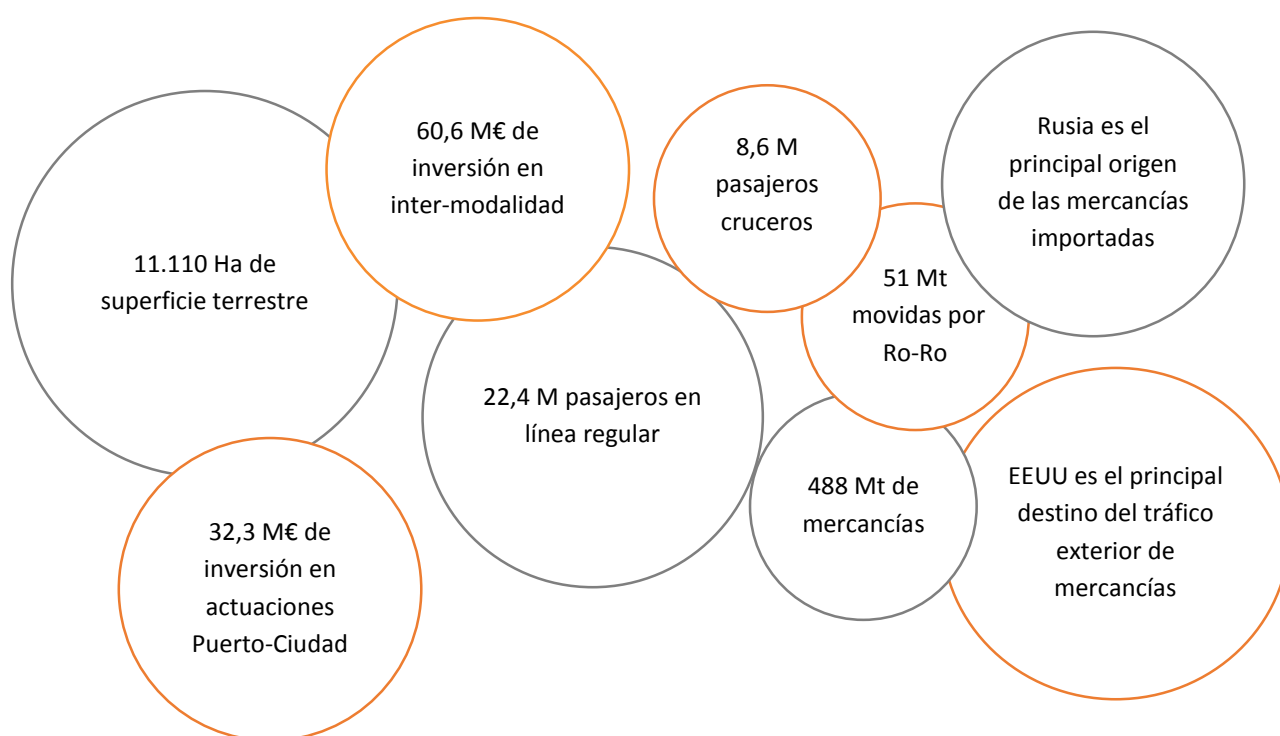 11.110 Ha de
superficie terrestre
60,6 M€ de
inversión en
inter-modalidad
8,6 M
pasajeros
cruceros
Rusia es el
principal origen
de las mercancías
importadas
51 Mt
movidas por
Ro-Ro
22,4 M pasajeros en
línea regular
488 Mt de
mercancías
EEUU es el principal
destino del tráfico
exterior de
mercancías
32,3 M€ de
inversión en
actuaciones
Puerto-Ciudad